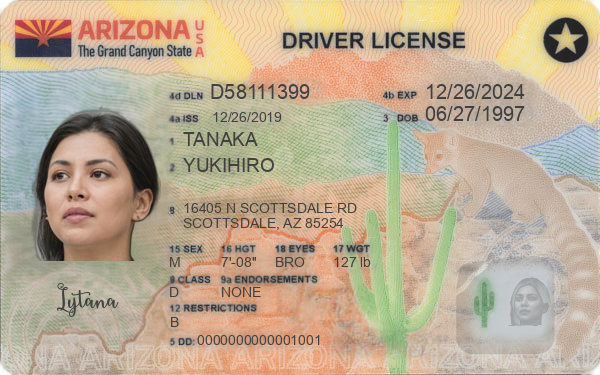 ARIZONA USA
The Grand Canyon State
DRIVER LICENSE
4d DLN D58111399
4b EXP 12/26/2024
4a ISS 12/26/2019
3 DOB 06/27/1997
1 TANAKA
2 YUKIHIRO
8 16405 N SCOTTSDALE RD
SCOTTSDALE, AZ 85254
15 SEX 16 HGT 18 EYES 17 WGT
M 7'-08" BRO 127 lb
9 CLASS 9a ENDORSEMENTS
D NONE
12 RESTRICTIONS
B
Lytana
5 DD: 0000000000001001
ONA ARIZONA ARIZONA ARIZONA ARIZONA ARIZ